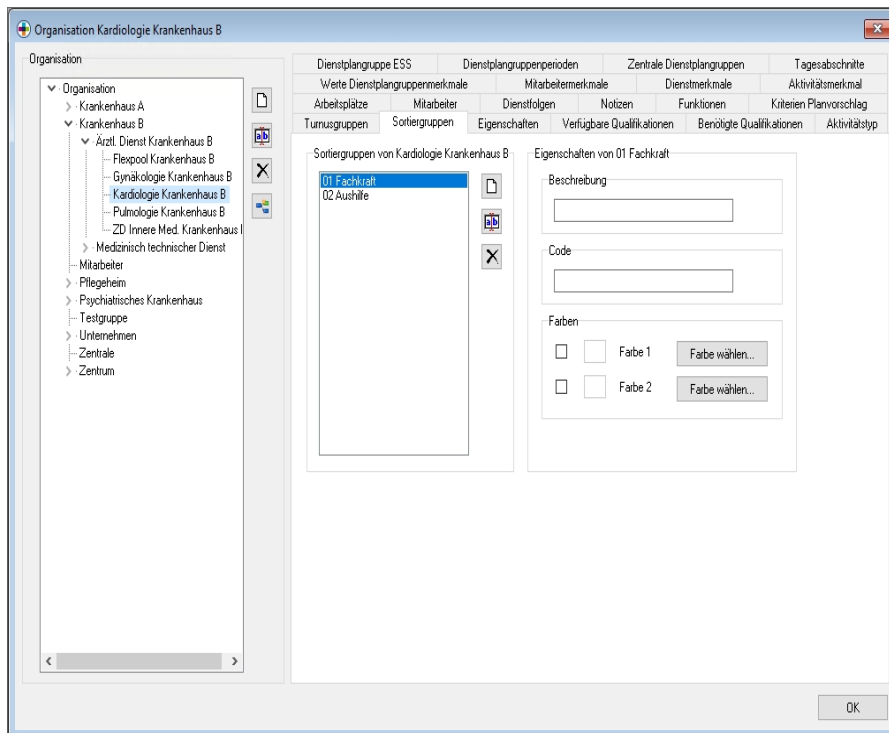 Organisation Kardiologie Krankenhaus B
Organisation
Organisation
Krankenhaus A
Krankenhaus B
Ärztl. Dienst Krankenhaus B
Flexpool Krankenhaus B
Gynäkologie Krankenhaus B
Kardiologie Krankenhaus B
Pulmologie Krankenhaus B
ZD Innere Med. Krankenhaus
Medizinisch technischer Dienst
Mitarbeiter
Pflegeheim
Psychiatrisches Krankenhaus
Testgruppe
Unternehmen
Zentrale
Zentrum
Dienstplangruppe ESS Dienstplangruppenperioden Zentrale Dienstplangruppen Tagesabschnitte
Werte Dienstplangruppenmerkmale Mitarbeitermerkmale Dienstmerkmale Aktivitätsmerkmal
Arbeitsplätze Mitarbeiter Dienstfolgen Notizen Funktionen Kriterien Planvorschlag
Turnusgruppen Sortiergruppen Eigenschaften Verfügbare Qualifikationen Benötigte Qualifikationen Aktivitätstyp
Sortiergruppen von Kardiologie Krankenhaus B
01 Fachkraft
02 Aushilfe
ab
ab
Eigenschaften von 01 Fachkraft
Beschreibung
Code
Farben
Farbe 1 Farbe wählen...
Farbe 2 Farbe wählen...
OK